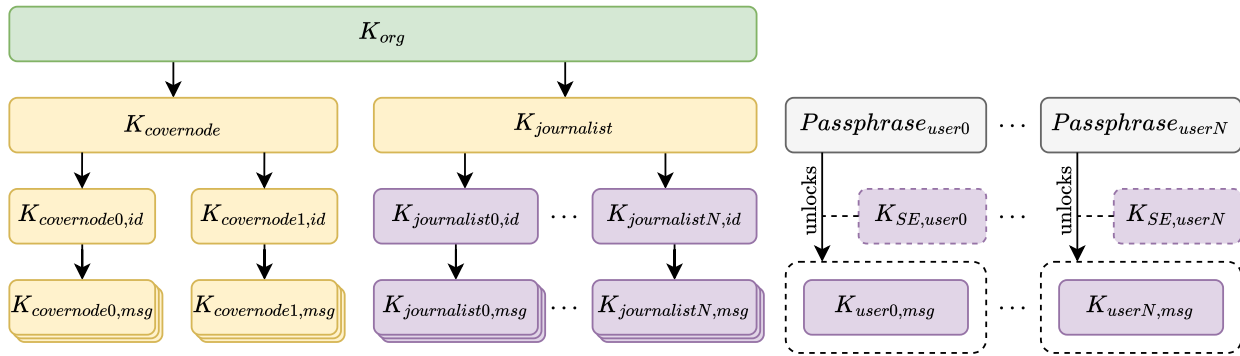 K_org
K_covernode K_journalist Passphrase_user0 ... Passphrase_userN
unlocks unlocks
K_covernode0,id K_covernode1,id K_journalist0,id ... K_journalistN,id K_SE,user0 ... K_SE,userN
K_covernode0,msg K_covernode1,msg K_journalist0,msg ... K_journalistN,msg K_user0,msg ... K_userN,msg